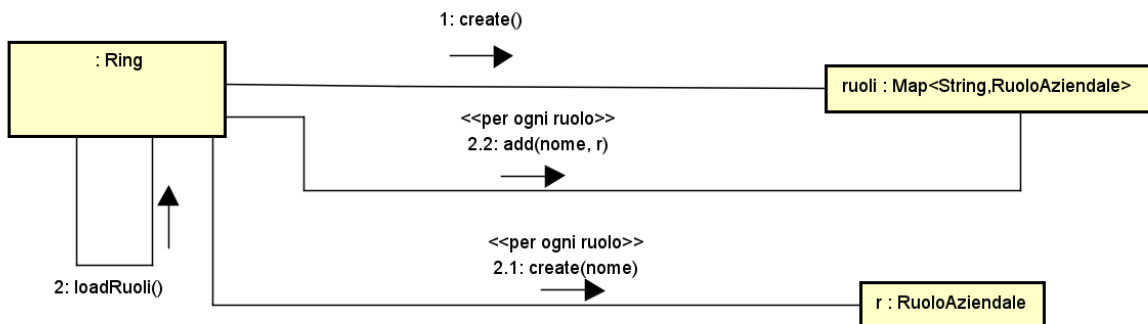 1: create()
: Ring
ruoli : Map<String,RuoloAziendale>
<<per ogni ruolo>>
2.2: add(nome, r)
<<per ogni ruolo>>
2.1: create(nome)
2: loadRuoli()
r : RuoloAziendale